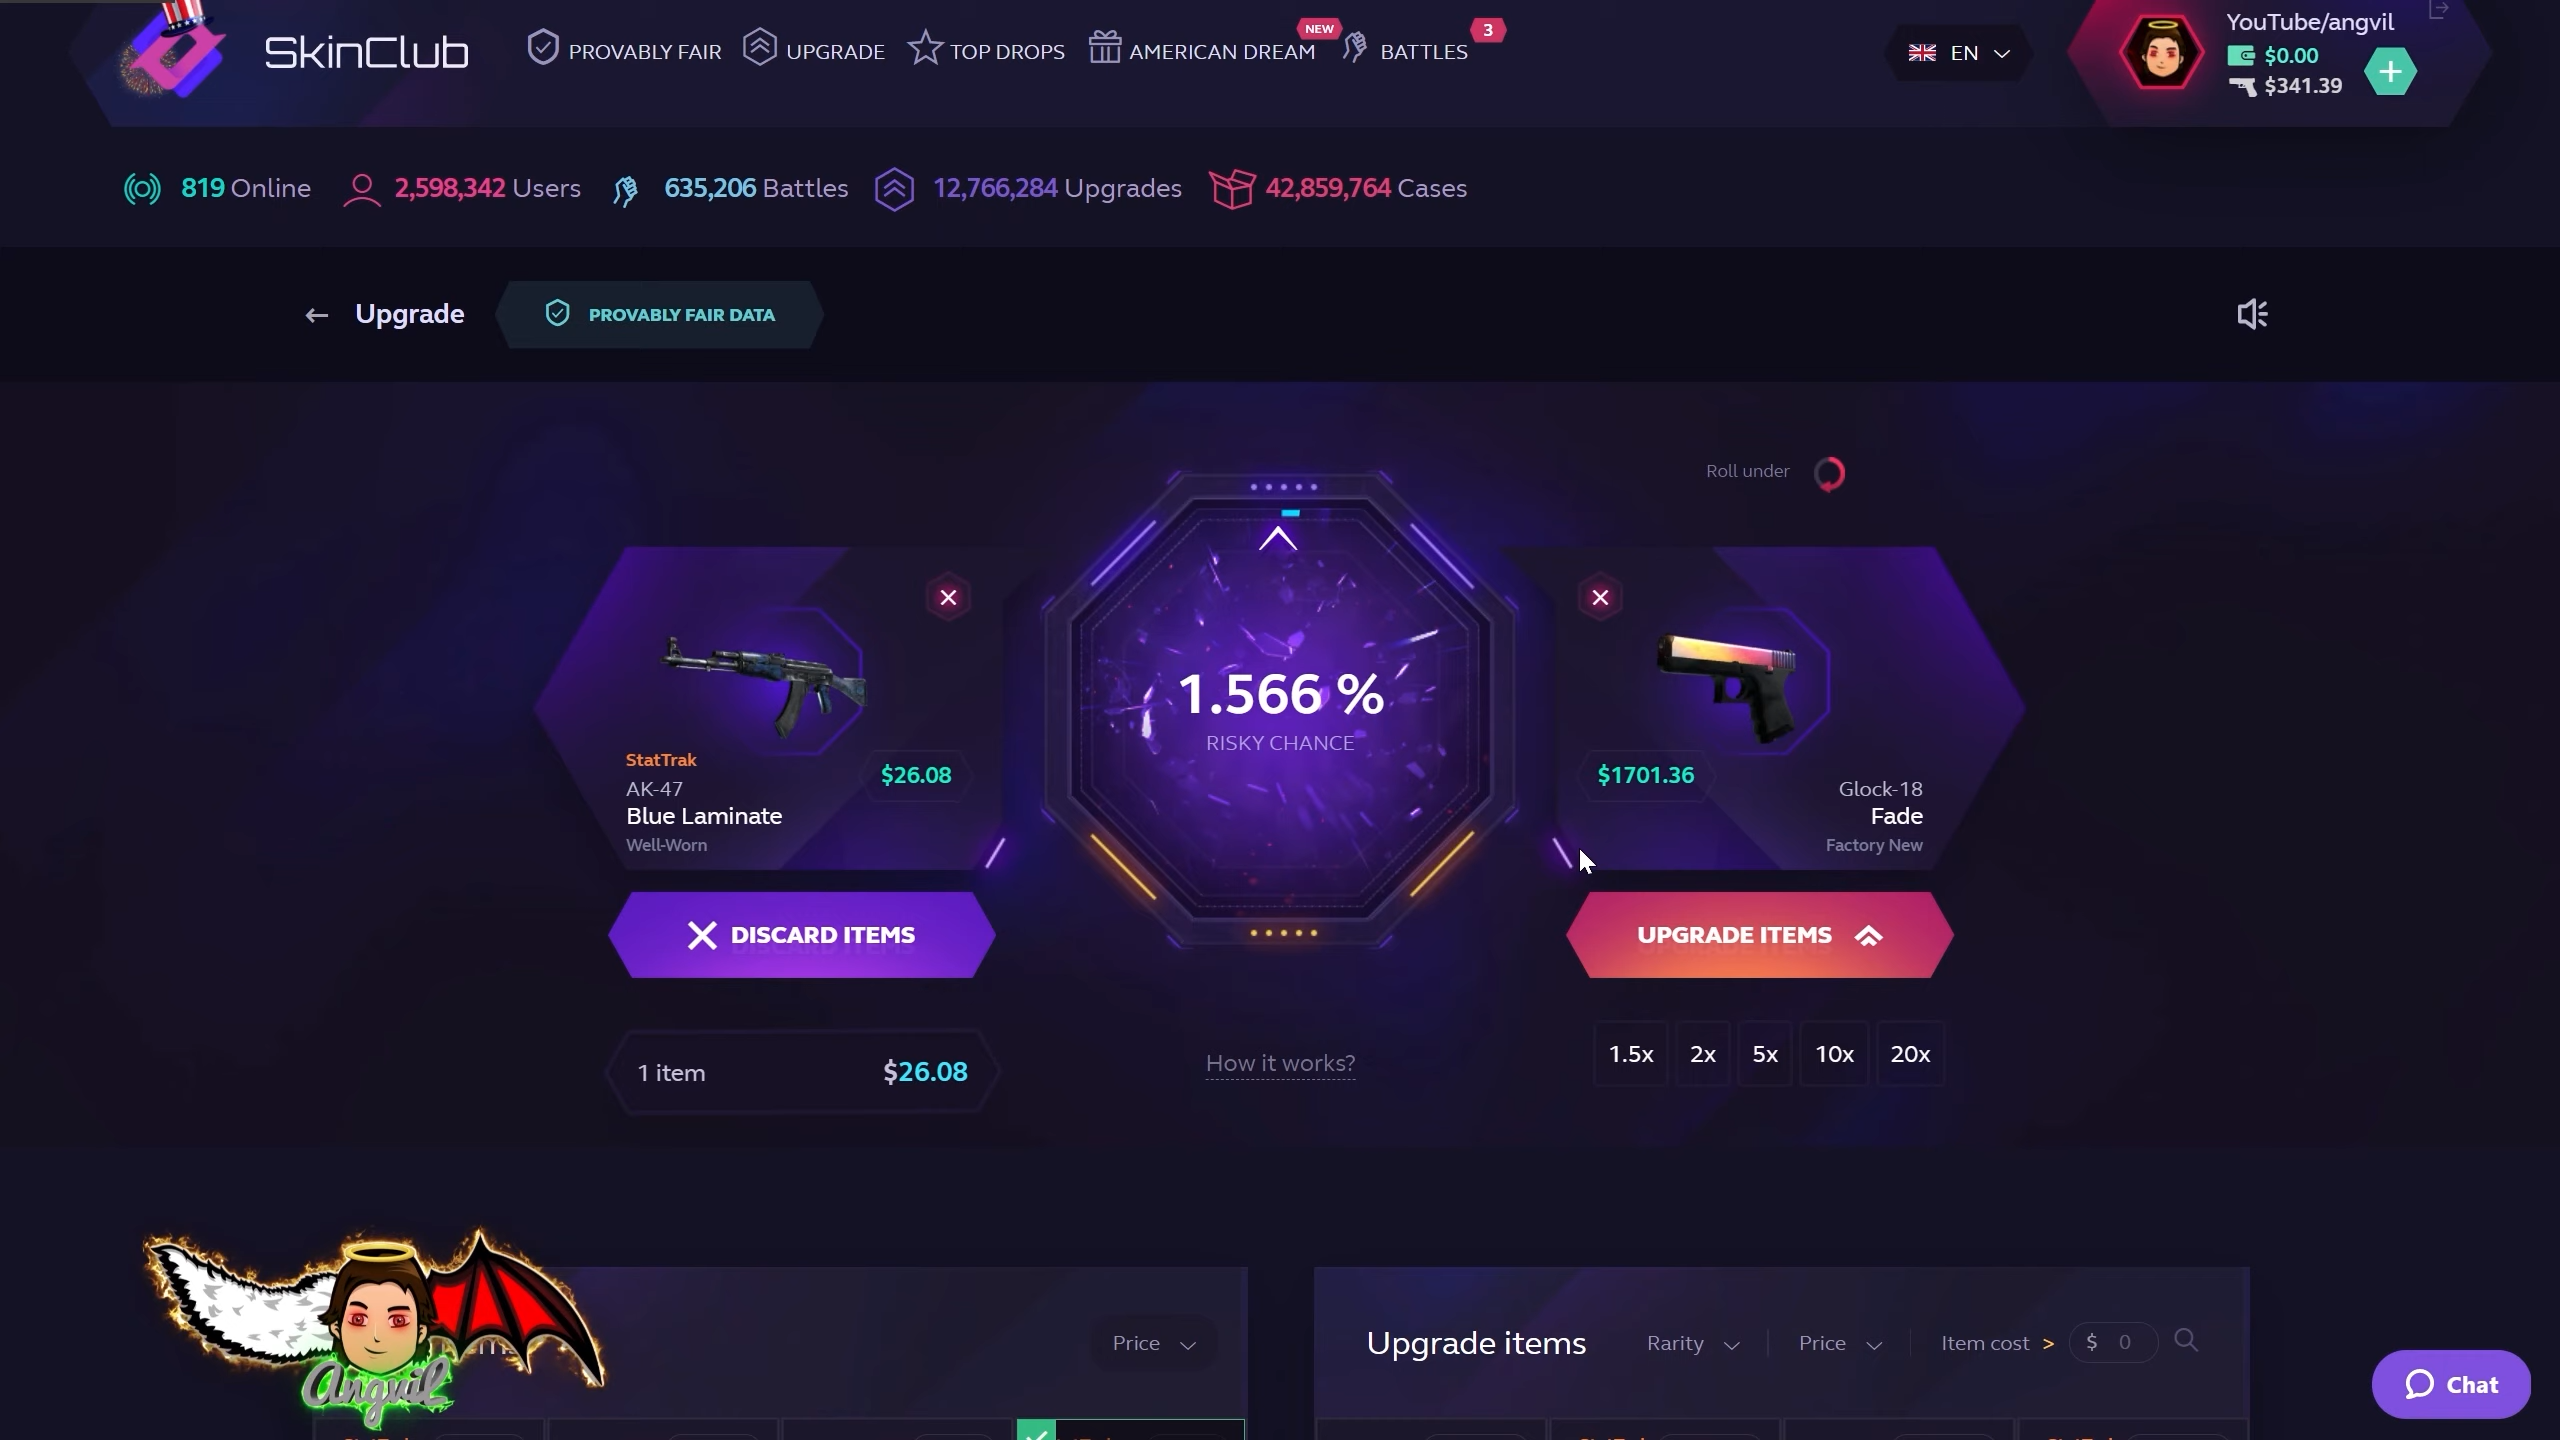 SkinClub
PROVABLY FAIR
UPGRADE
TOP DROPS
AMERICAN DREAM
NEW
BATTLES
3
EN
YouTube/angvil
$0.00
$341.39
819 Online
2,598,342 Users
635,206 Battles
12,766,284 Upgrades
42,859,764 Cases
Upgrade
PROVABLY FAIR DATA
Roll under
1.566 %
RISKY CHANCE
StatTrak
AK-47
Blue Laminate
Well-Worn
$26.08
$1701.36
Glock-18
Fade
Factory New
DISCARD ITEMS
UPGRADE ITEMS
1 item
$26.08
How it works?
1.5x
2x
5x
10x
20x
Angvil
Price
Upgrade items
Rarity
Price
Item cost >
$ 0
Chat